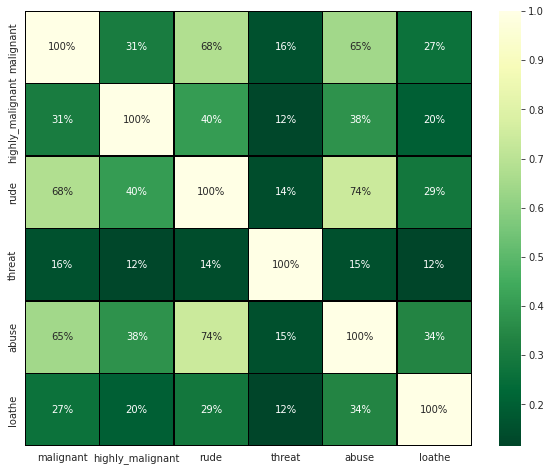 malignant 100% 31% 68% 16% 65% 27%
highly_malignant 31% 100% 40% 12% 38% 20%
rude 68% 40% 100% 14% 74% 29%
threat 16% 12% 14% 100% 15% 12%
abuse 65% 38% 74% 15% 100% 34%
loathe 27% 20% 29% 12% 34% 100%
malignant highly_malignant rude threat abuse loathe
1.0
0.9
0.8
0.7
0.6
0.5
0.4
0.3
0.2